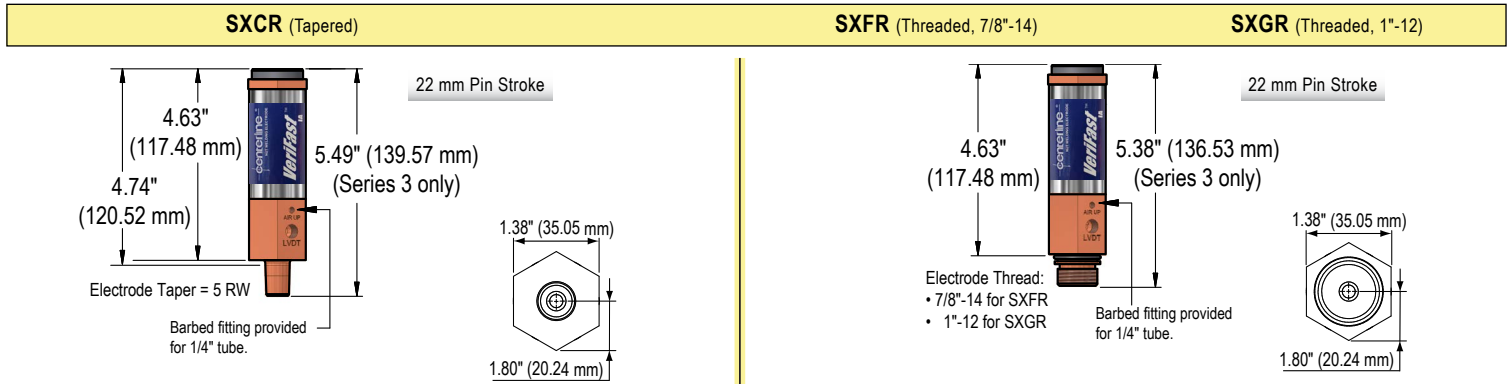 SXCR (Tapered)
SXFR (Threaded, 7/8"-14)
SXGR (Threaded, 1"-12)
22 mm Pin Stroke
4.63"
(117.48 mm)
4.74"
(120.52 mm)
5.49" (139.57 mm)
(Series 3 only)
centerline
VeriFast™
AIR UP
LVDT
Electrode Taper = 5 RW
Barbed fitting provided
for 1/4" tube.
1.38" (35.05 mm)
1.80" (20.24 mm)
22 mm Pin Stroke
4.63"
(117.48 mm)
5.38" (136.53 mm)
(Series 3 only)
centerline
VeriFast™
AIR UP
LVDT
Electrode Thread:
• 7/8"-14 for SXFR
• 1"-12 for SXGR
Barbed fitting provided
for 1/4" tube.
1.38" (35.05 mm)
1.80" (20.24 mm)